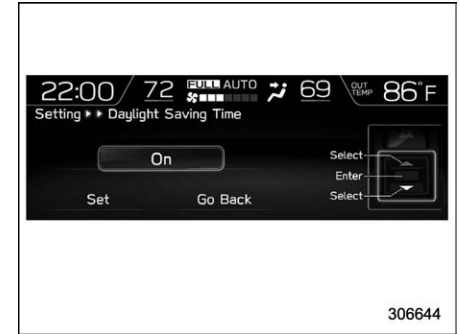 22:00 72 FULL AUTO 69 OUT TEMP 86°F
Setting ▸▸ Daylight Saving Time
On
Select
Enter
Set Go Back Select
306644